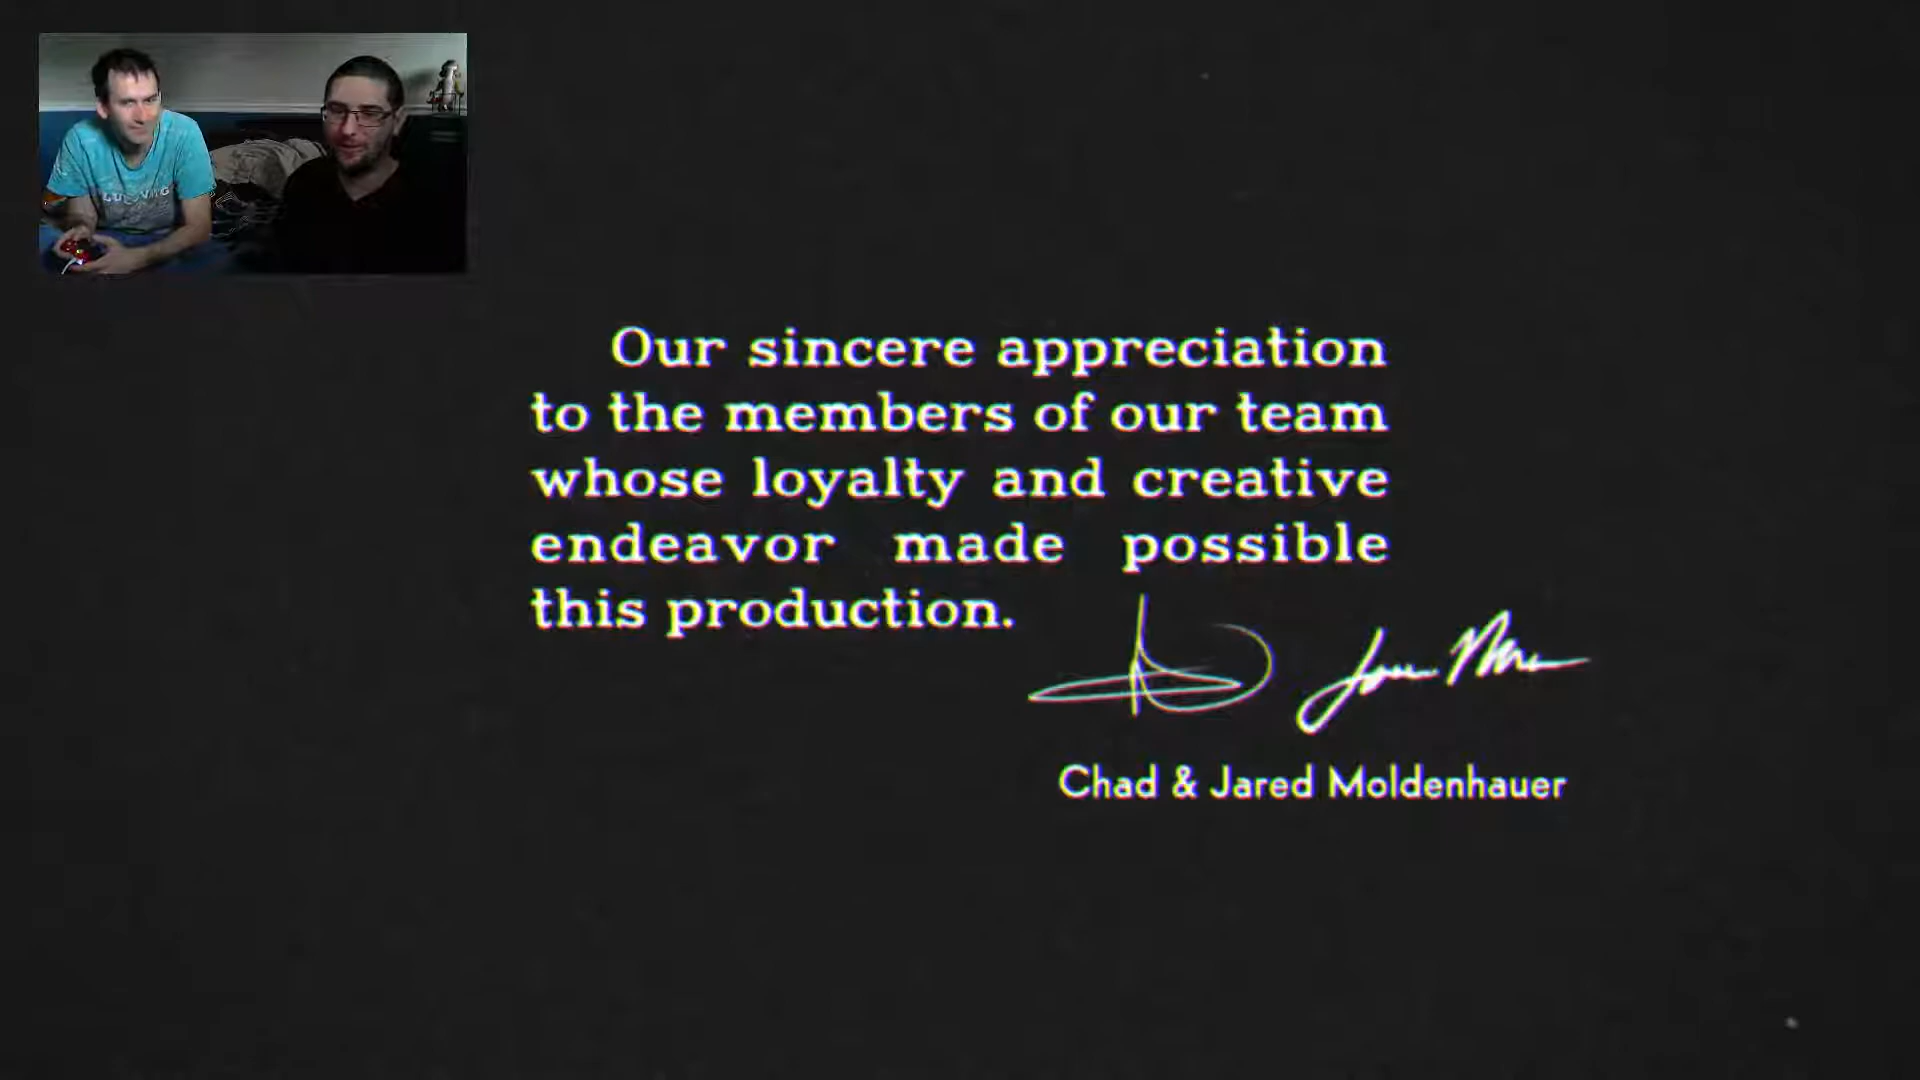 Our sincere appreciation
to the members of our team
whose loyalty and creative
endeavor made possible
this production.
Chad & Jared Moldenhauer